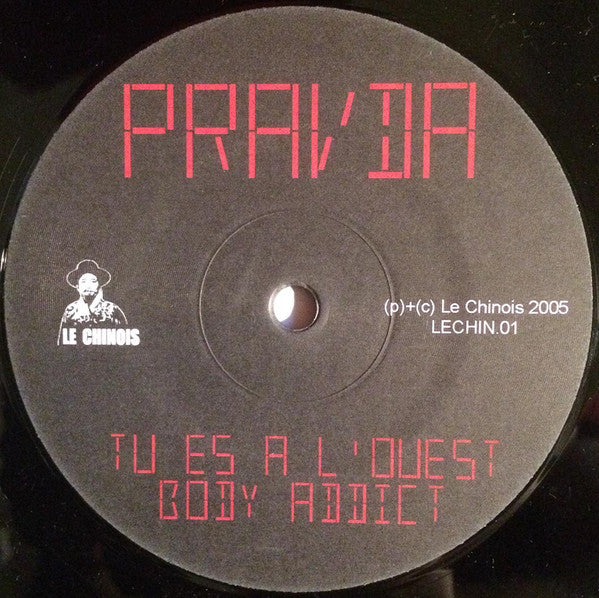 PRAVDA
LE CHINOIS
(p)+(c) Le Chinois 2005
LECHIN.01
TU ES A L'OUEST
BODY ADDICT